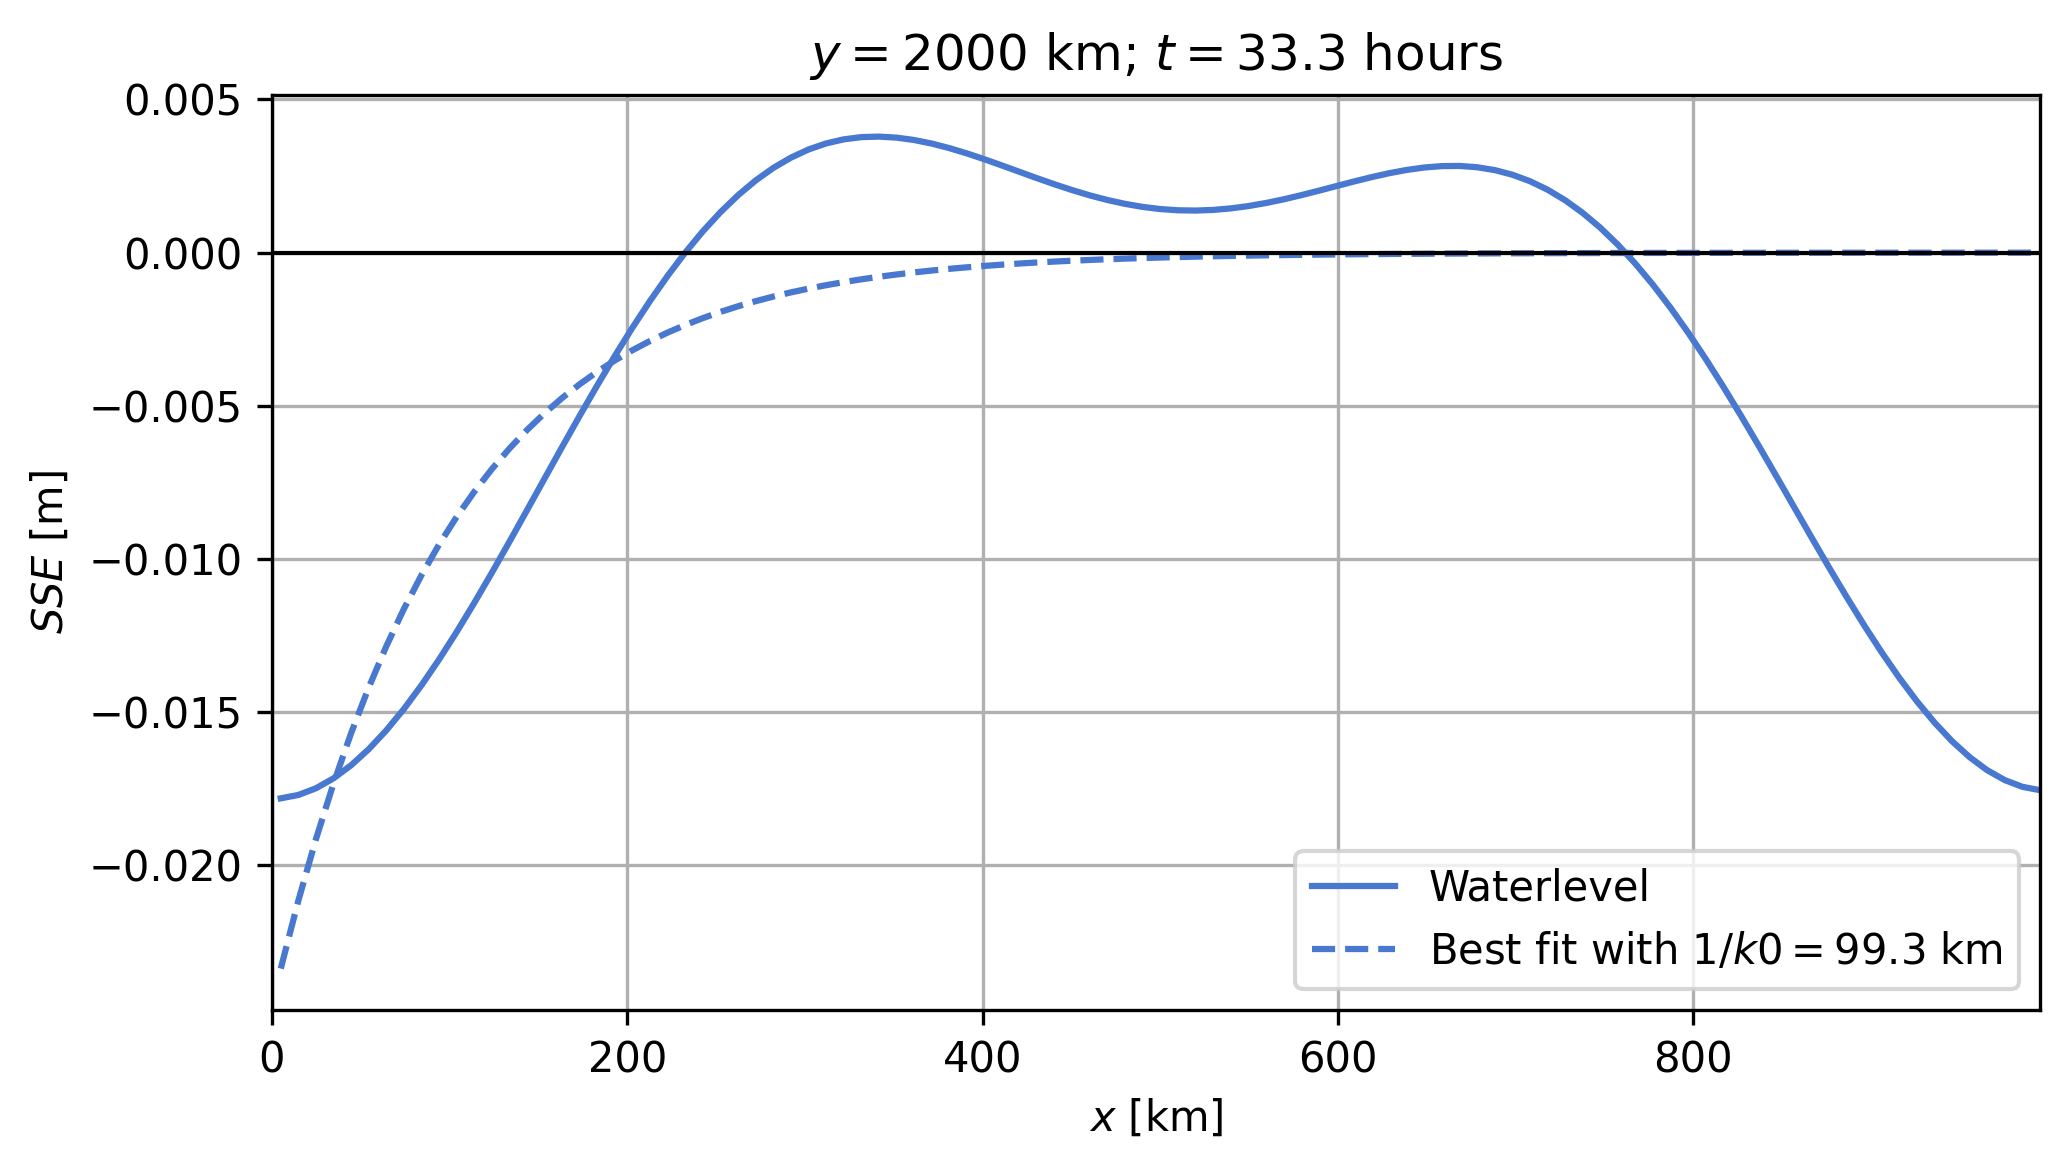 y = 2000 km; t = 33.3 hours
0.005
0.000
−0.005
−0.010
−0.015
−0.020
SSE [m]
Waterlevel
Best fit with 1/k0 = 99.3 km
0 200 400 600 800
x [km]